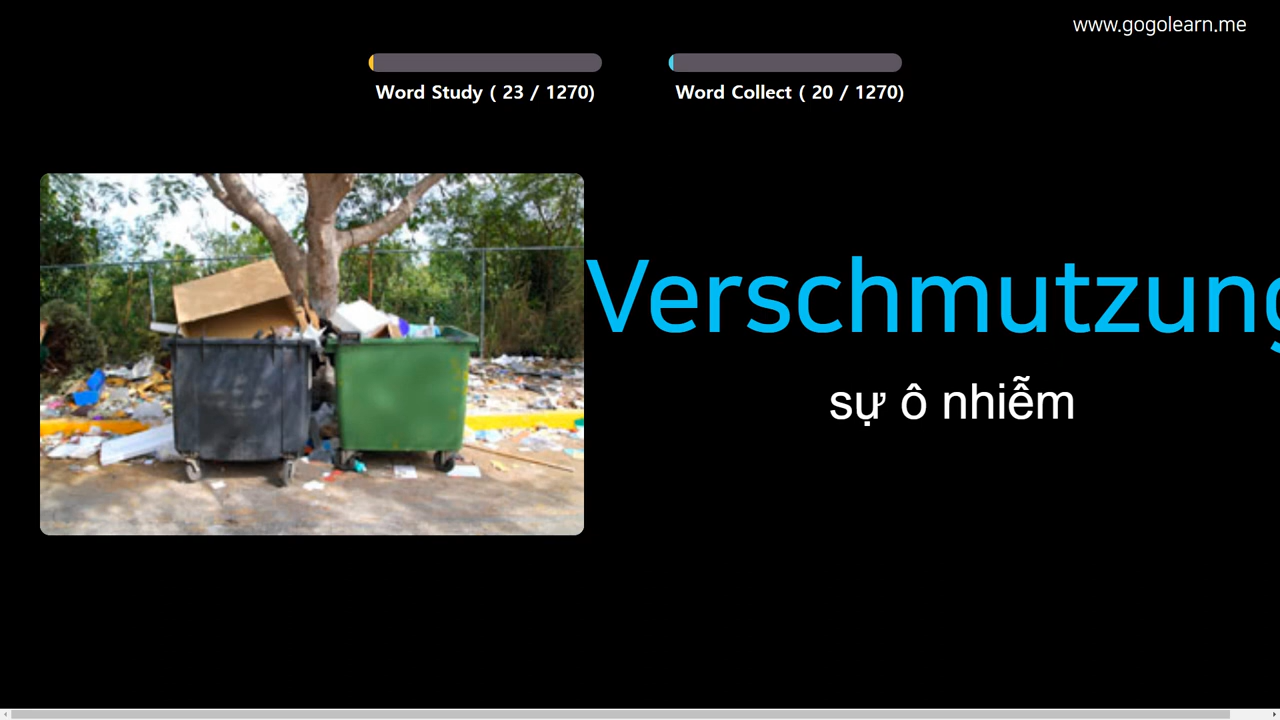 www.gogolearn.me
Word Study ( 23 / 1270)
Word Collect ( 20 / 1270)
Verschmutzung
sự ô nhiễm